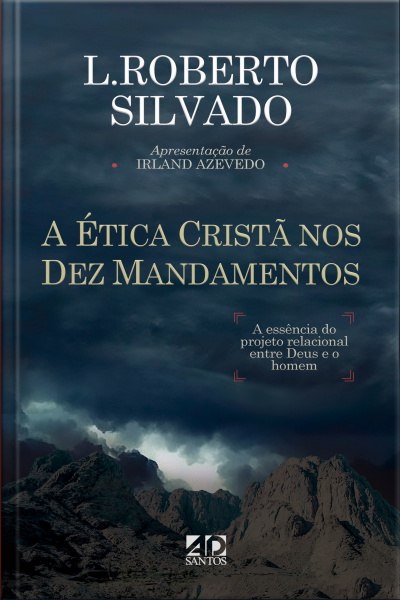 L.ROBERTO
SILVADO
Apresentação de
IRLAND AZEVEDO
A ÉTICA CRISTÃ NOS
DEZ MANDAMENTOS
A essência do
projeto relacional
entre Deus e o
homem
AD
SANTOS